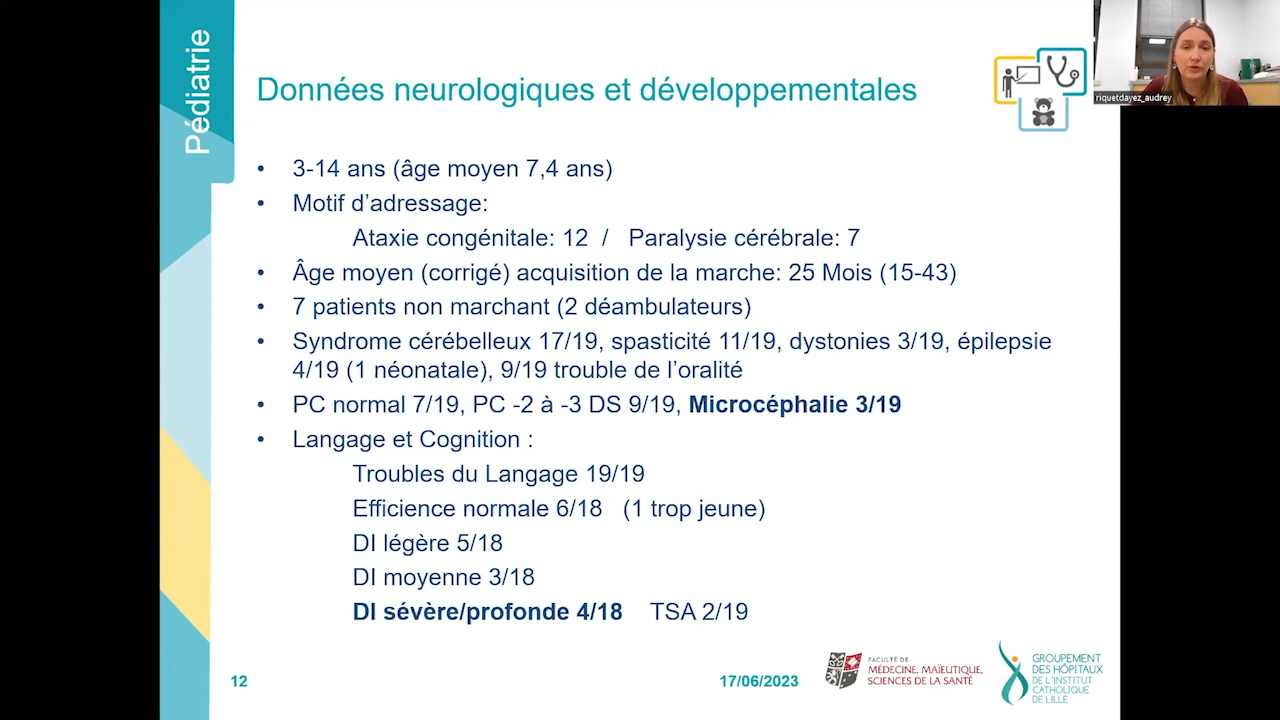 Pédiatrie
Données neurologiques et développementales
riquetdayez_audrey
• 3-14 ans (âge moyen 7,4 ans)
• Motif d’adressage:
Ataxie congénitale: 12 / Paralysie cérébrale: 7
• Âge moyen (corrigé) acquisition de la marche: 25 Mois (15-43)
• 7 patients non marchant (2 déambulateurs)
• Syndrome cérébelleux 17/19, spasticité 11/19, dystonies 3/19, épilepsie
4/19 (1 néonatale), 9/19 trouble de l’oralité
• PC normal 7/19, PC -2 à -3 DS 9/19, Microcéphalie 3/19
• Langage et Cognition :
Troubles du Langage 19/19
Efficience normale 6/18 (1 trop jeune)
DI légère 5/18
DI moyenne 3/18
DI sévère/profonde 4/18 TSA 2/19
12
17/06/2023
FACULTÉ DE
MÉDECINE, MAÏEUTIQUE,
SCIENCES DE LA SANTÉ
GROUPEMENT
DES HÔPITAUX
DE L’INSTITUT
CATHOLIQUE
DE LILLE